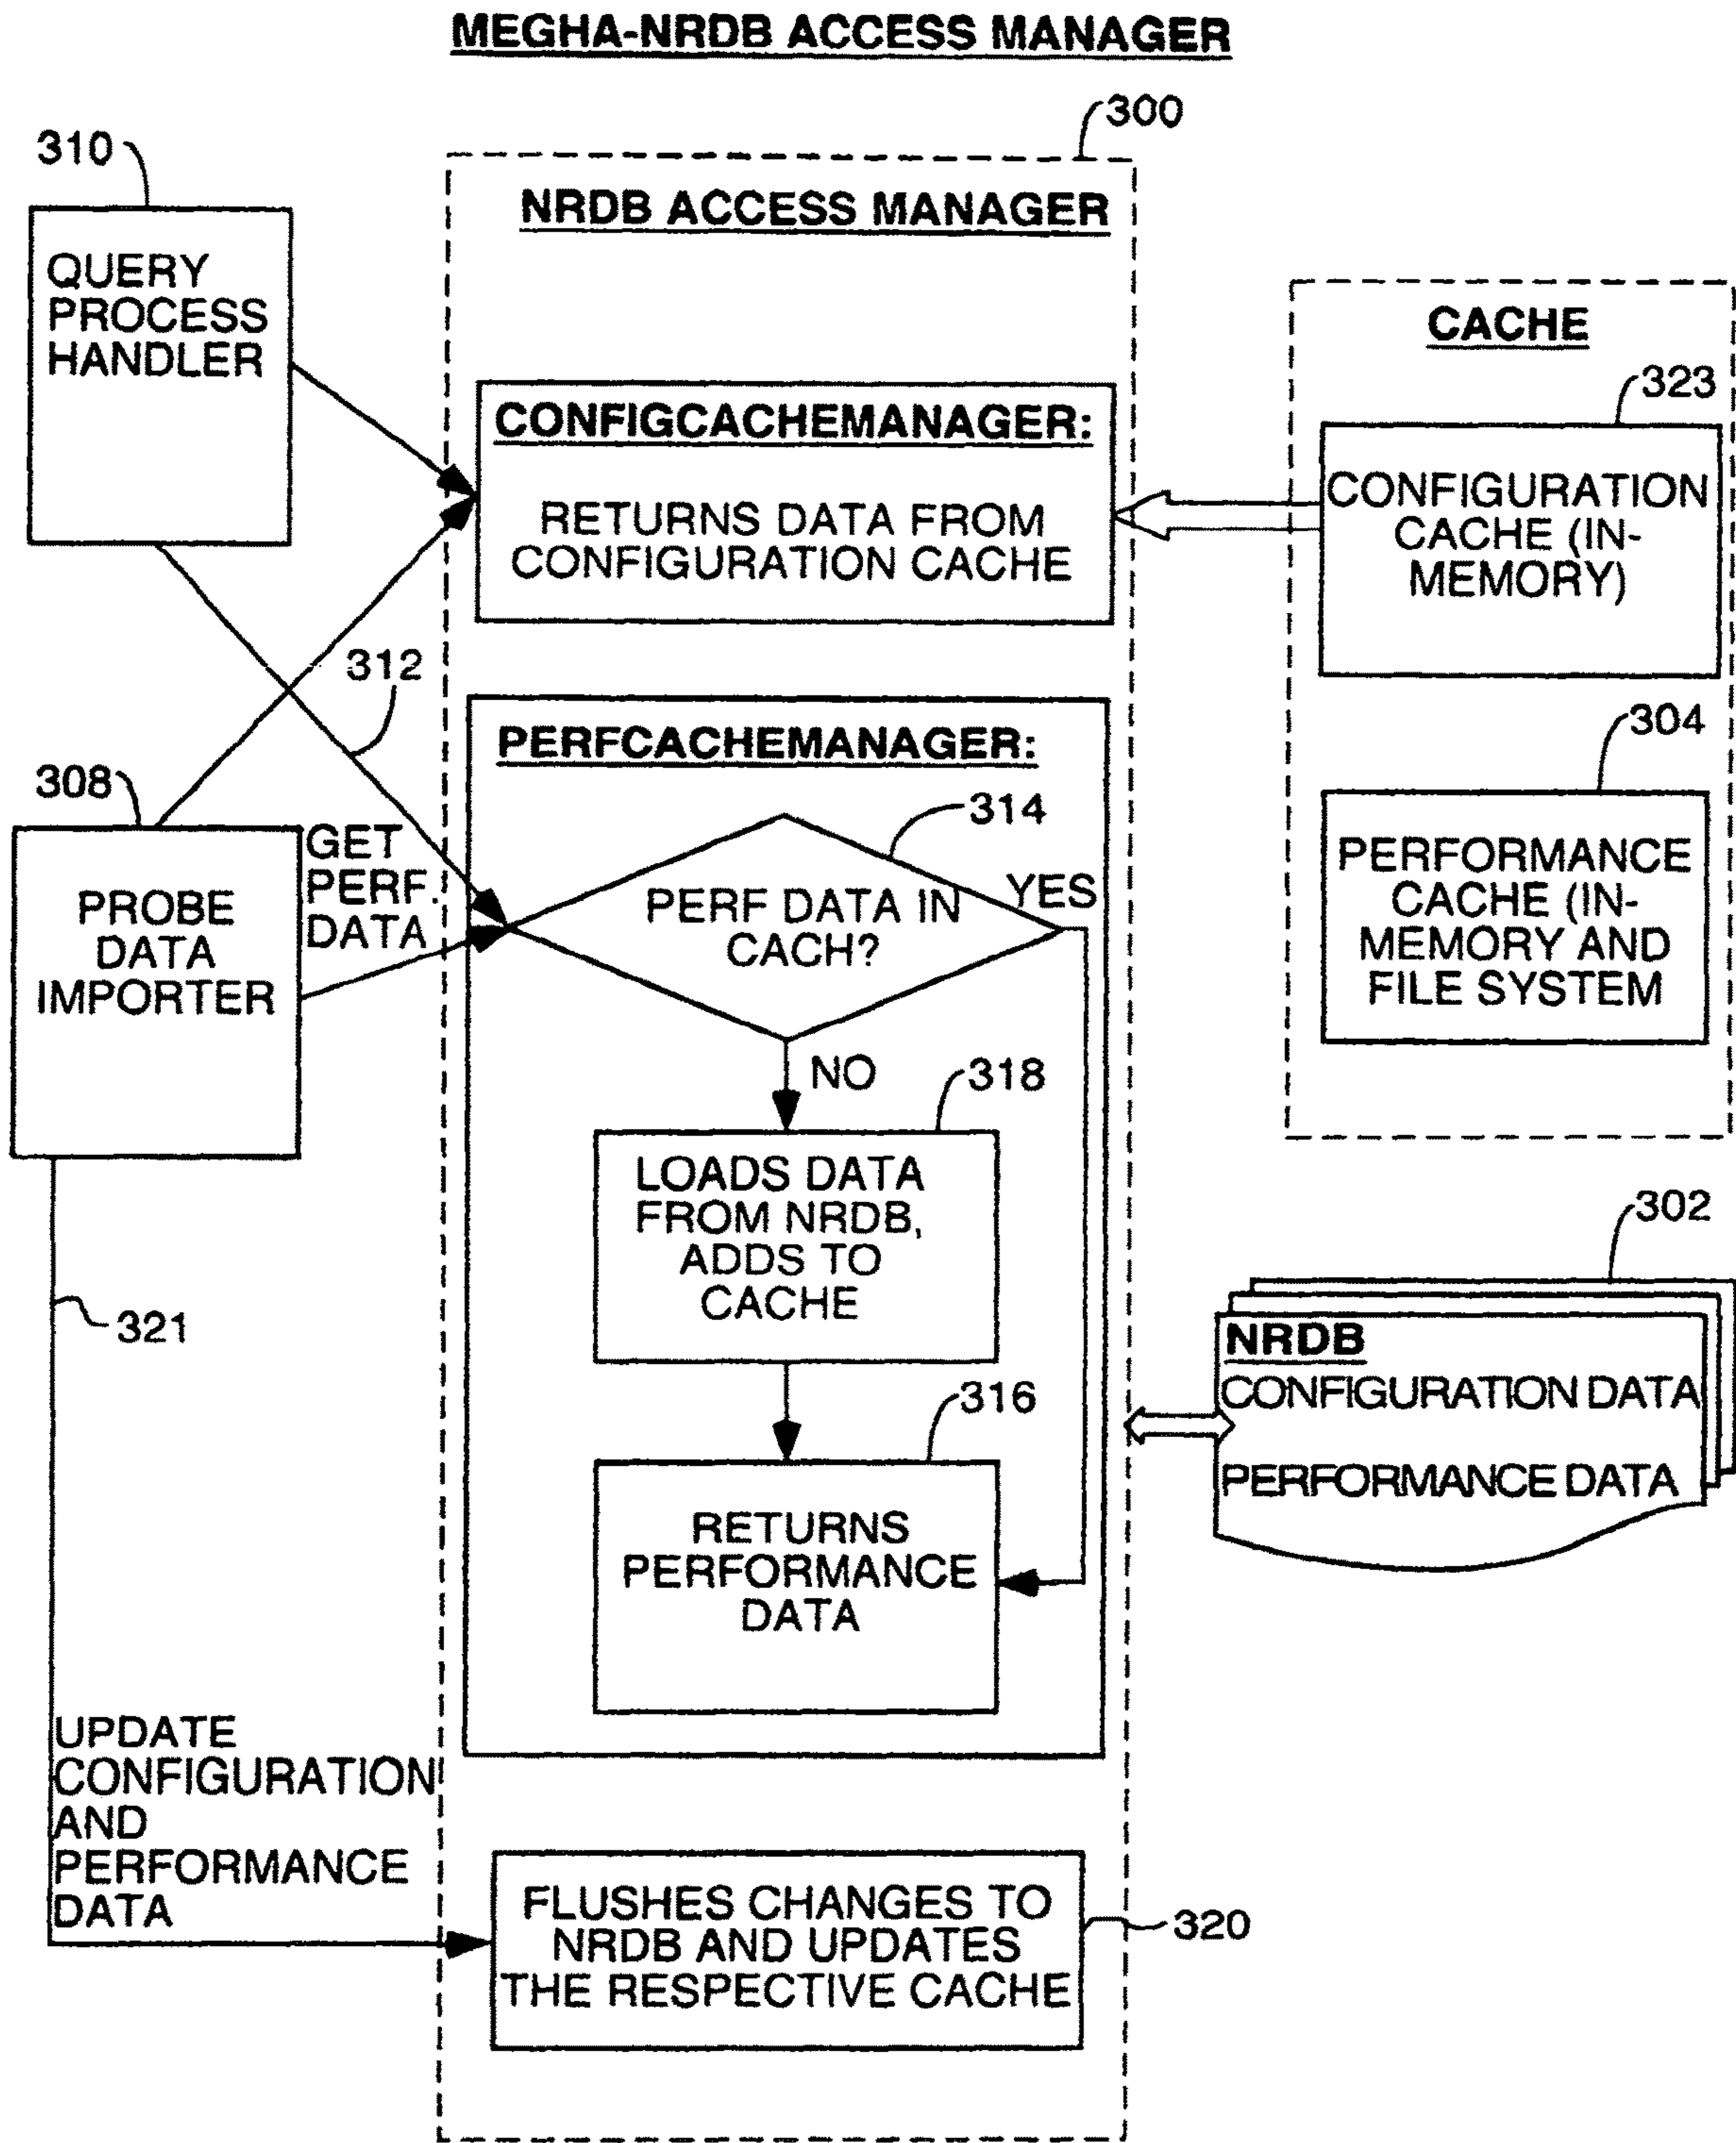 MEGHA-NRDB ACCESS MANAGER
300
310
NRDB ACCESS MANAGER
QUERY
PROCESS
HANDLER
CACHE
323
CONFIGCACHEMANAGER:
RETURNS DATA FROM
CONFIGURATION CACHE
CONFIGURATION
CACHE (IN-
MEMORY)
312
304
PERFCACHEMANAGER:
308
314
GET
PERF.
DATA
PROBE
DATA
IMPORTER
PERF DATA IN
CACH?
YES
PERFORMANCE
CACHE (IN-
MEMORY AND
FILE SYSTEM
NO
318
LOADS DATA
FROM NRDB,
ADDS TO
CACHE
302
321
NRDB
CONFIGURATION DATA
PERFORMANCE DATA
316
RETURNS
PERFORMANCE
DATA
UPDATE
CONFIGURATION
AND
PERFORMANCE
DATA
FLUSHES CHANGES TO
NRDB AND UPDATES
THE RESPECTIVE CACHE
320